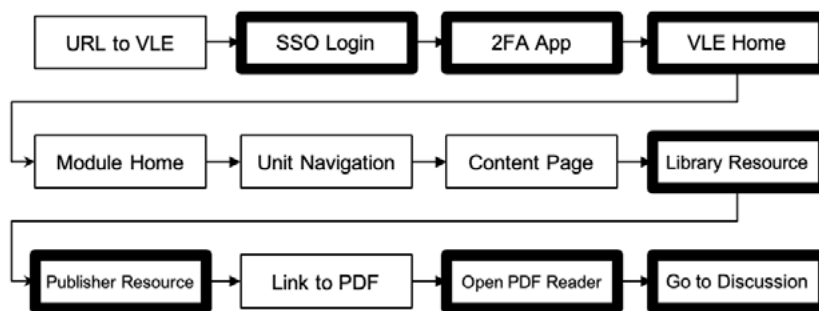 URL to VLE
SSO Login
2FA App
VLE Home
Module Home
Unit Navigation
Content Page
Library Resource
Publisher Resource
Link to PDF
Open PDF Reader
Go to Discussion